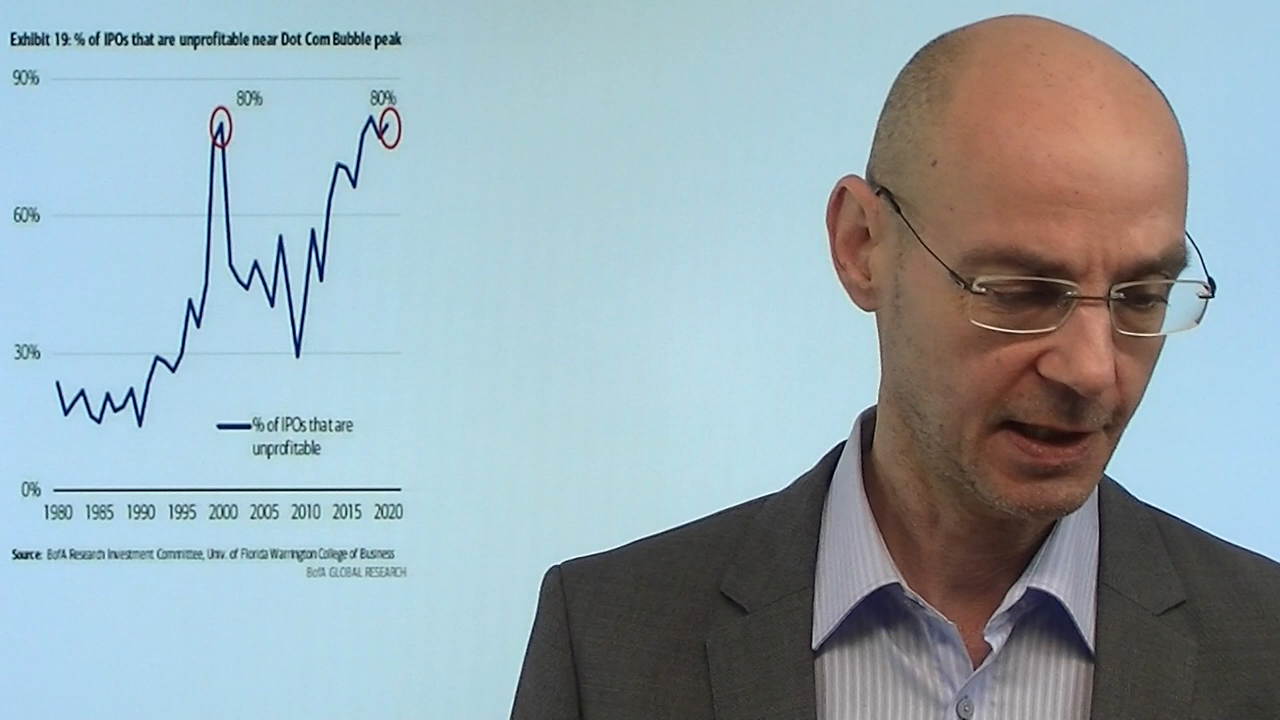 Exhibit 19: % of IPOs that are unprofitable near Dot Com Bubble peak
90%
80%
80%
60%
30%
% of IPOs that are
unprofitable
0%
1980 1985 1990 1995 2000 2005 2010 2015 2020
Source: BofA Research Investment Committee, Univ. of Florida Warrington College of Business
BofA GLOBAL RESEARCH